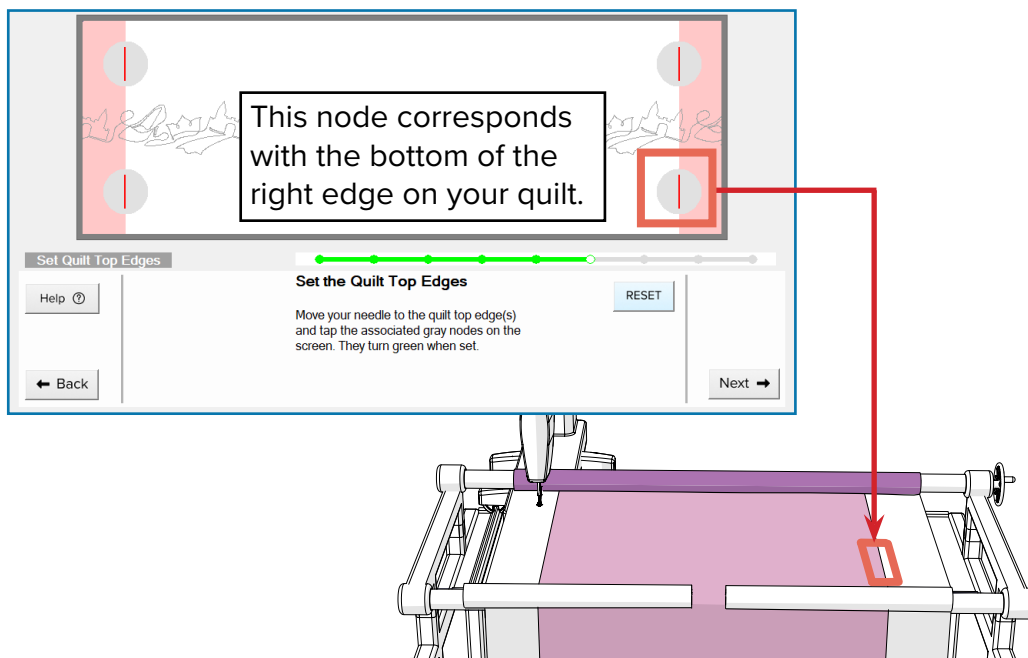 This node corresponds
with the bottom of the
right edge on your quilt.
Set Quilt Top Edges
Help ?
Set the Quilt Top Edges
RESET
Move your needle to the quilt top edge(s)
and tap the associated gray nodes on the
screen. They turn green when set.
← Back
Next →